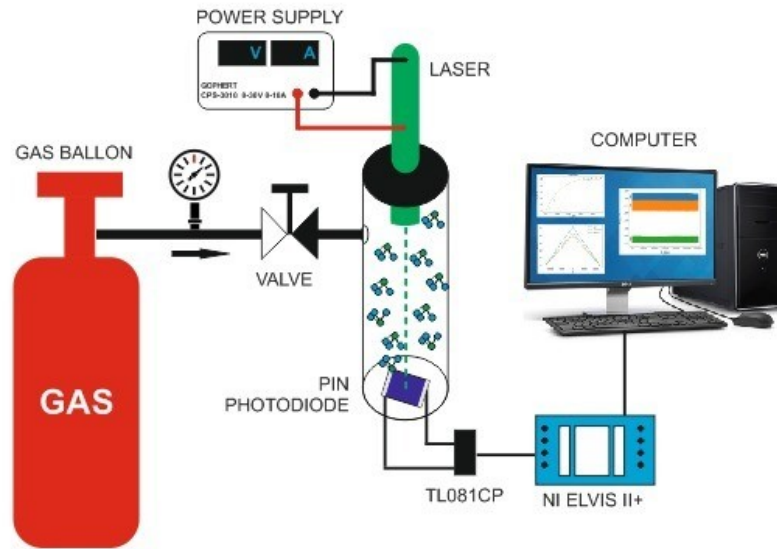 POWER SUPPLY
V A
GOPHERT
CPS-3010 0-30V 0-10A
LASER
GAS BALLON
COMPUTER
VALVE
PIN
PHOTODIODE
GAS
TL081CP
NI ELVIS II+